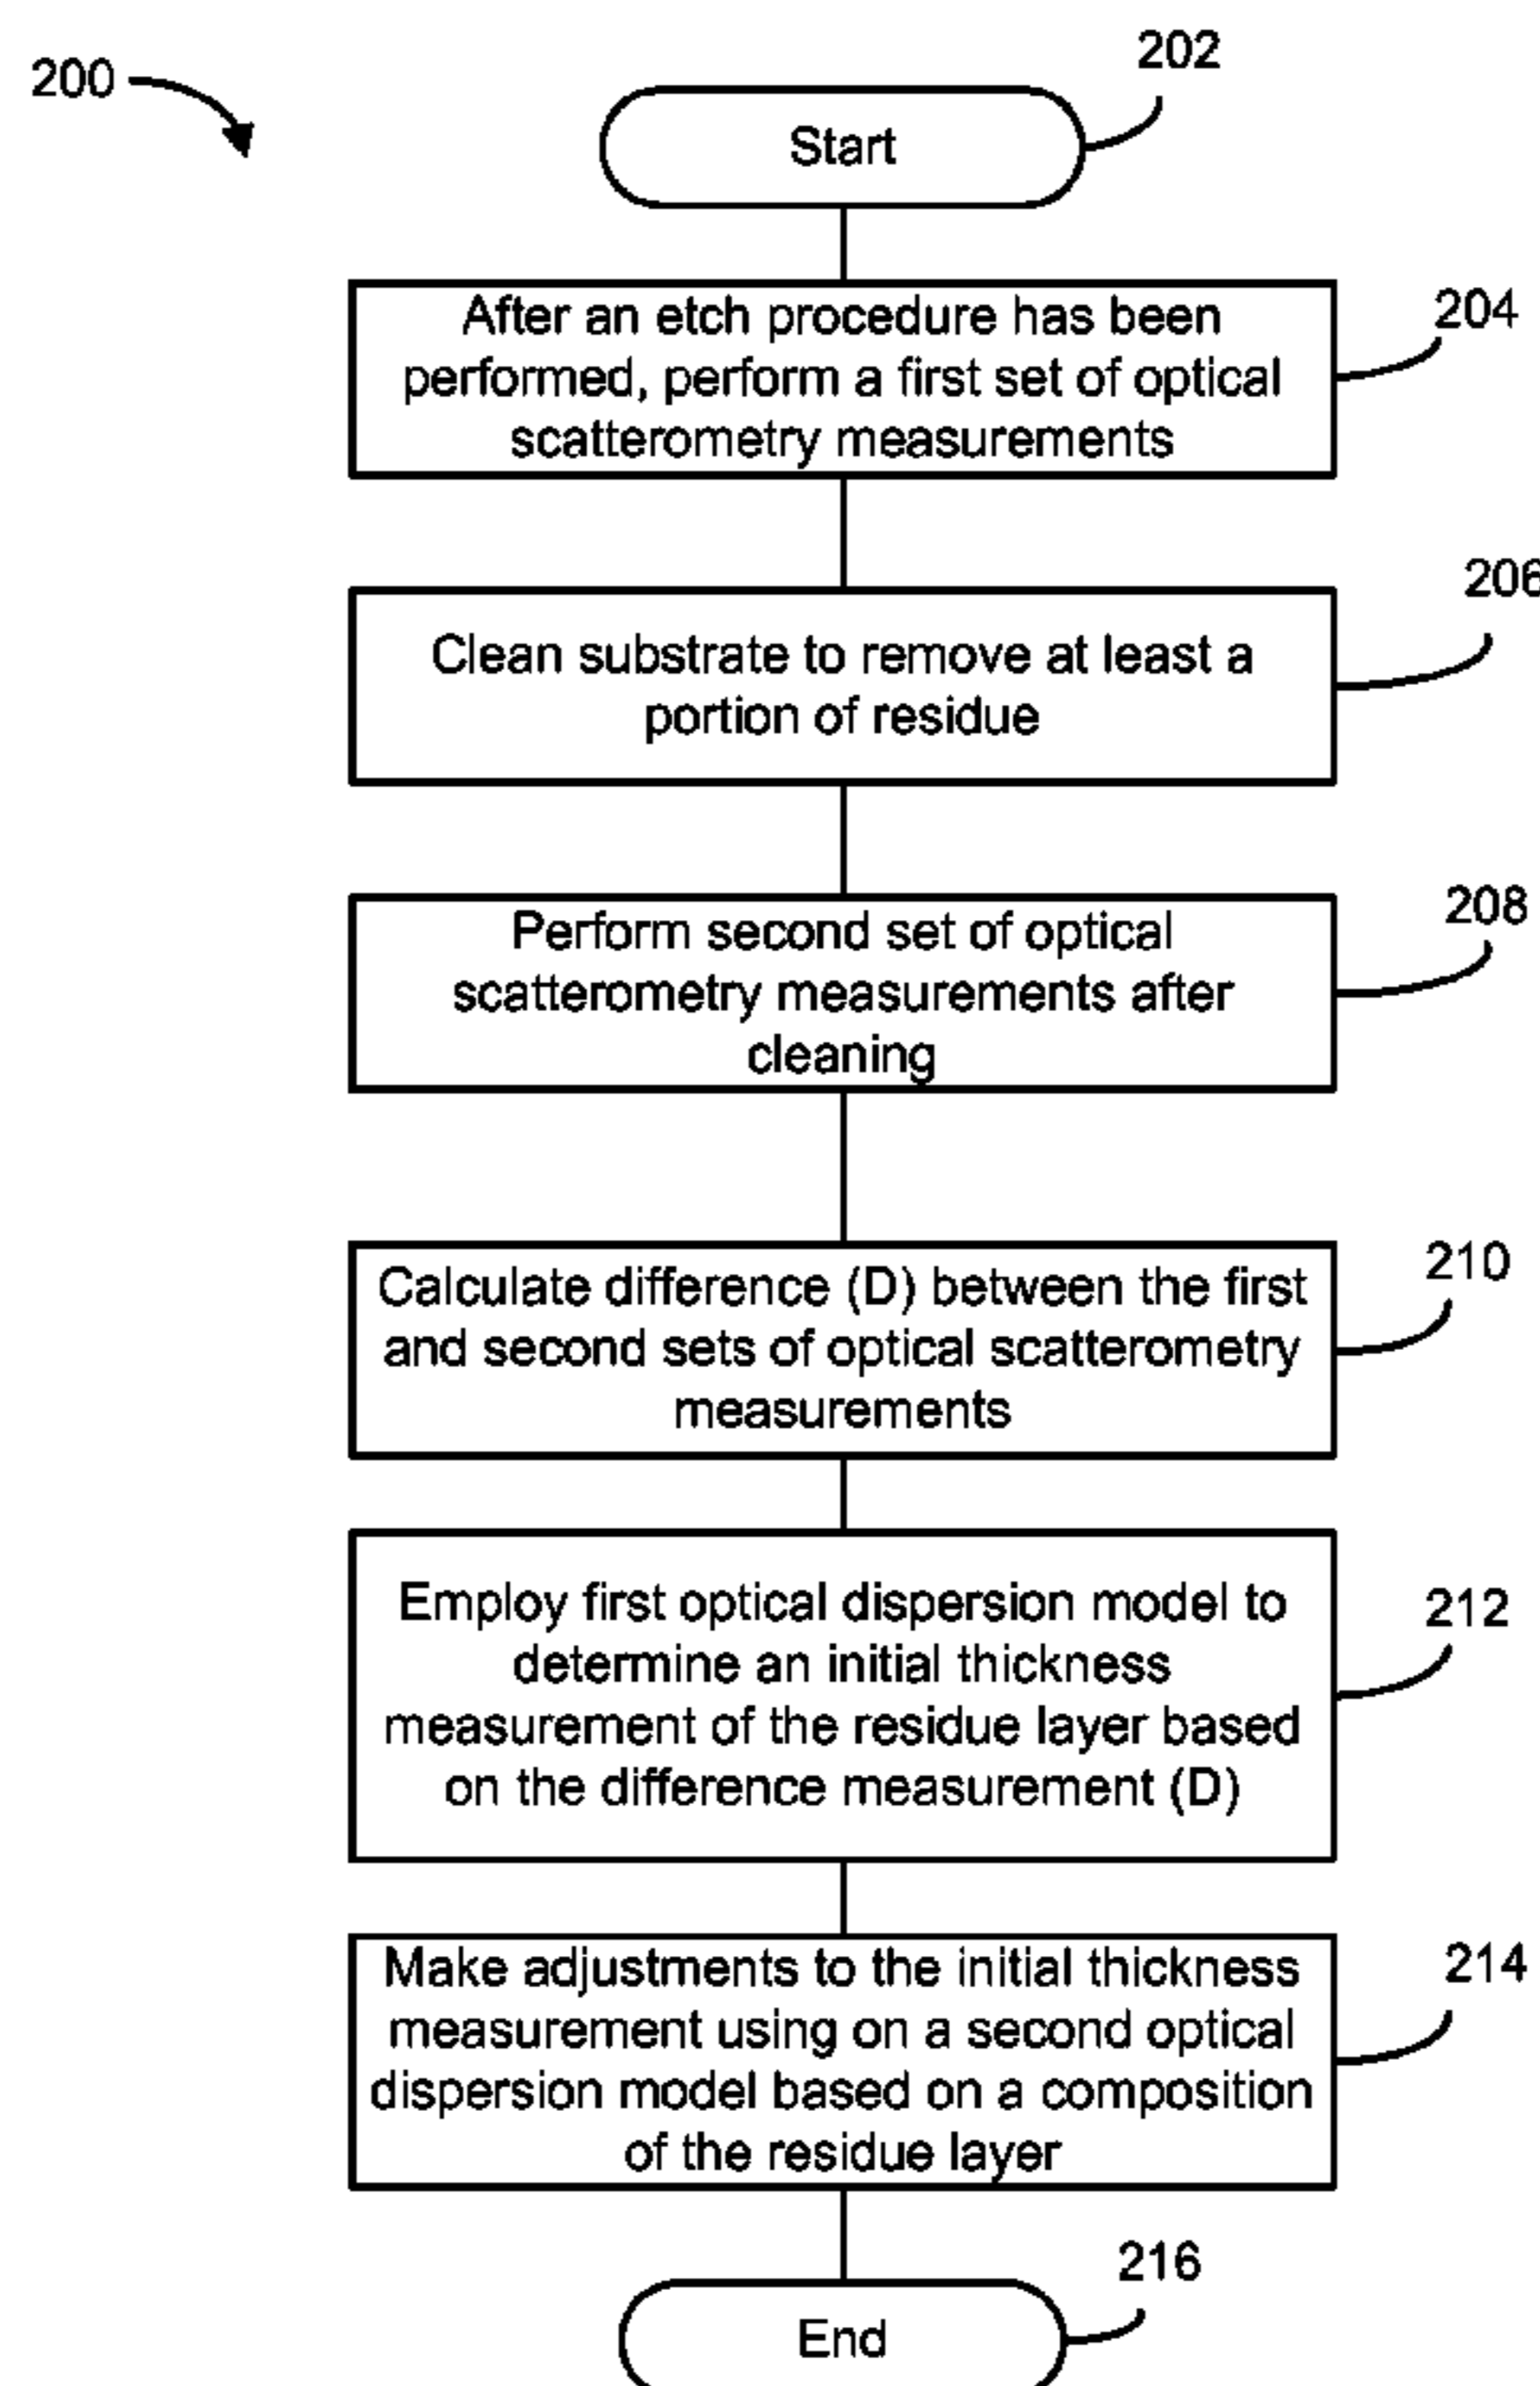 200
202
Start
After an etch procedure has been
performed, perform a first set of optical
scatterometry measurements
204
Clean substrate to remove at least a
portion of residue
206
Perform second set of optical
scatterometry measurements after
cleaning
208
Calculate difference (D) between the first
and second sets of optical scatterometry
measurements
210
Employ first optical dispersion model to
determine an initial thickness
measurement of the residue layer based
on the difference measurement (D)
212
Make adjustments to the initial thickness
measurement using on a second optical
dispersion model based on a composition
of the residue layer
214
216
End